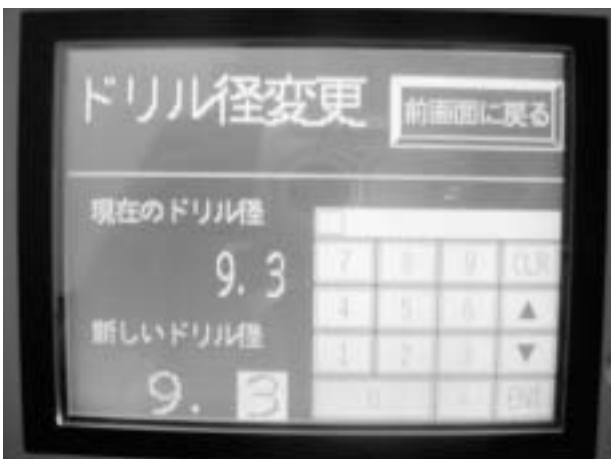 ドリル径変更
前画面に戻る
現在のドリル径
9.3
7 8 9 CLR
4 5 6 ▲
新しいドリル径
1 2 3 ▼
9.3
0 ENT